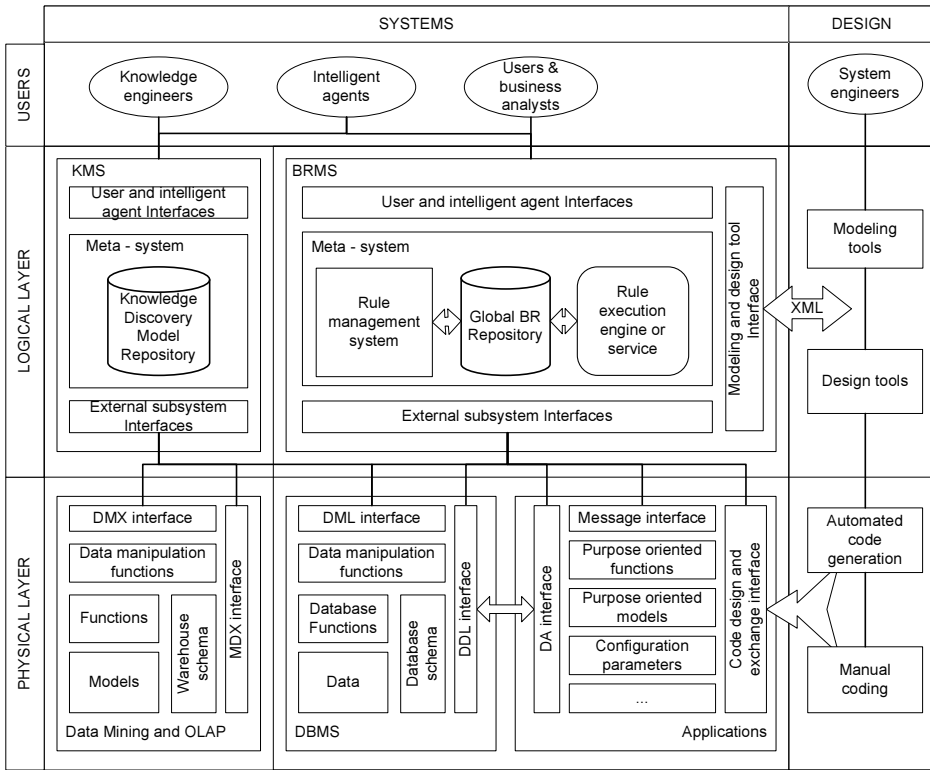 SYSTEMS
DESIGN
USERS
Knowledge
engineers
Intelligent
agents
Users &
business
analysts
System
engineers
LOGICAL LAYER
KMS
User and intelligent
agent Interfaces
Meta - system
Knowledge
Discovery
Model
Repository
External subsystem
Interfaces
BRMS
User and intelligent agent Interfaces
Meta - system
Rule
management
system
Global BR
Repository
Rule
execution
engine or
service
External subsystem Interfaces
Modeling and design tool
Interface
XML
Modeling
tools
Design tools
PHYSICAL LAYER
DMX interface
Data manipulation
functions
Functions
Models
Warehouse
schema
MDX interface
Data Mining and OLAP
DML interface
Data manipulation
functions
Database
Functions
Data
Database
schema
DDL interface
DBMS
DA interface
Message interface
Purpose oriented
functions
Purpose oriented
models
Configuration
parameters
...
Code design and
exchange interface
Applications
Automated
code
generation
Manual
coding